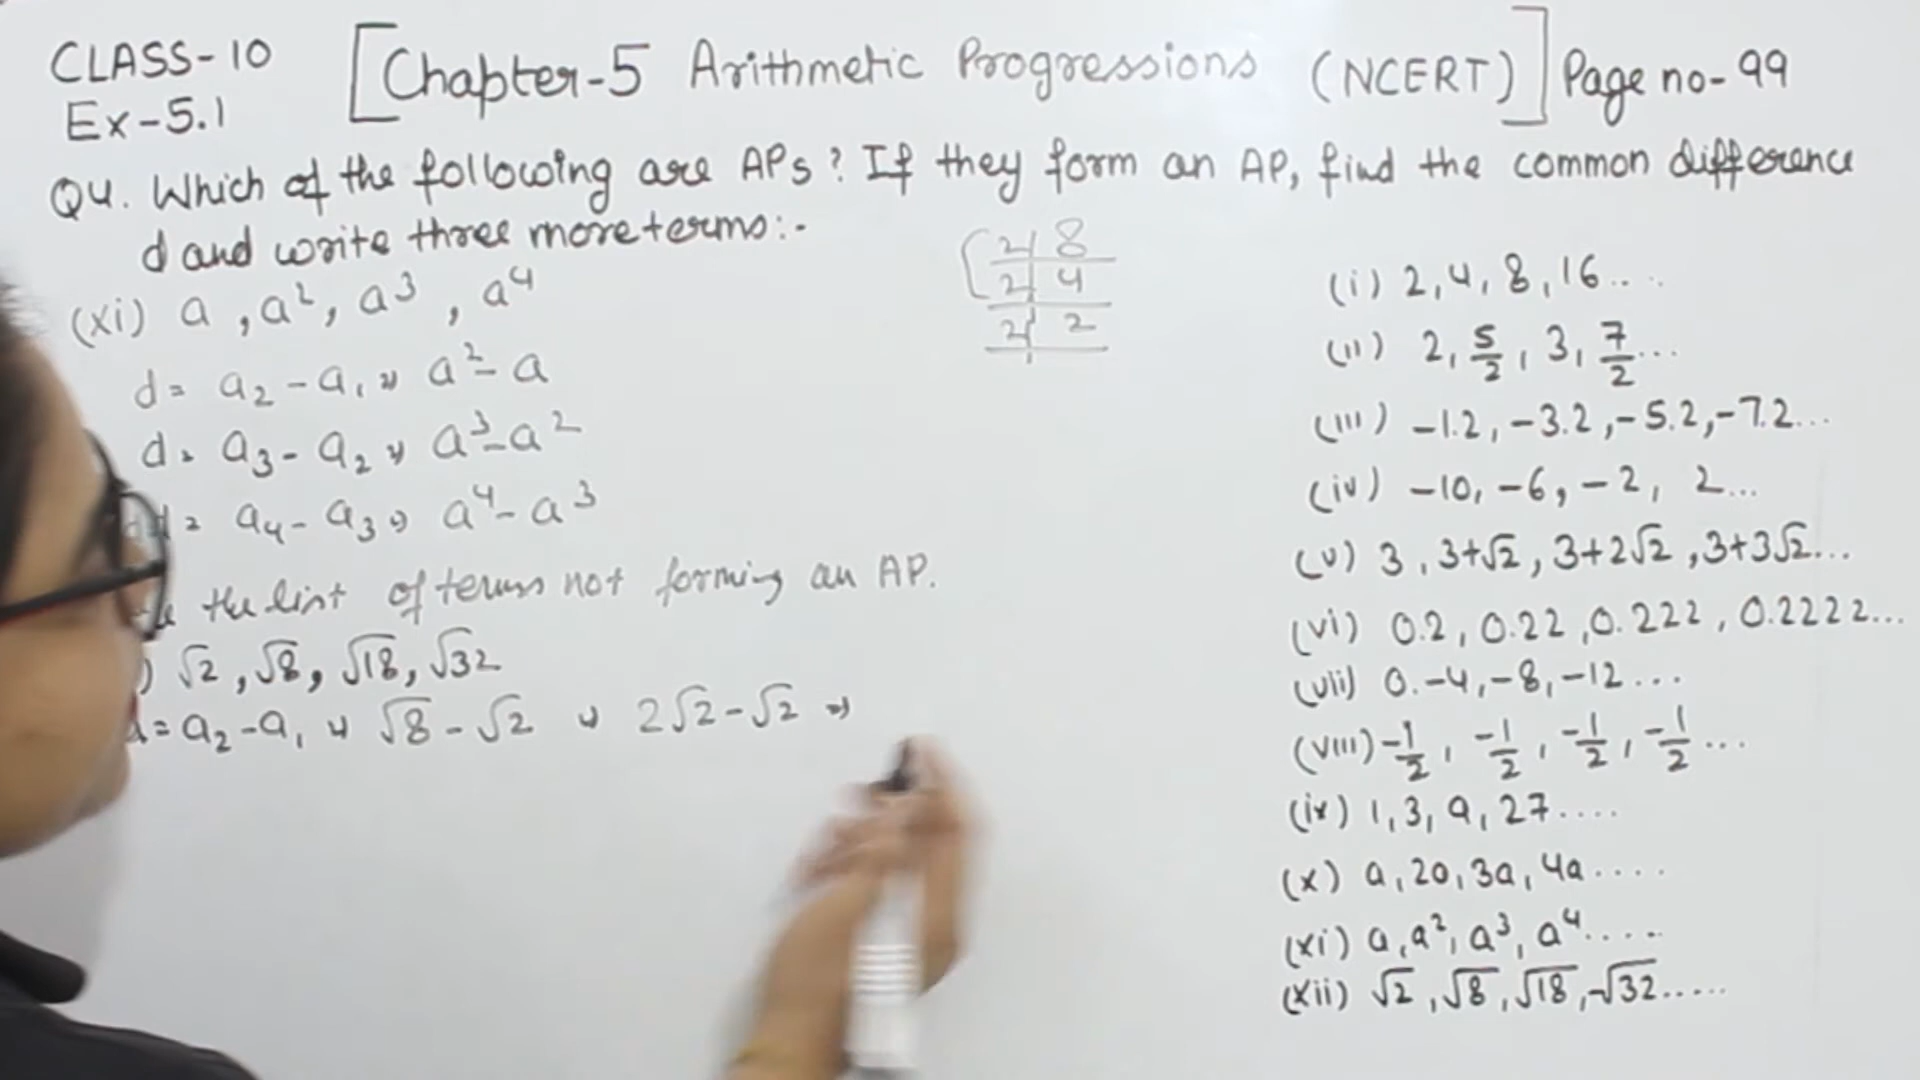 CLASS-10
Ex-5.1
[Chapter-5 Arithmetic Progressions (NCERT)] Page no-99
Q4. Which of the following are APs? If they form an AP, find the common difference
d and write three more terms:-
(xi) a, a², a³, a⁴
d = a₂ - a₁ ⇒ a² - a
d = a₃ - a₂ ⇒ a³ - a²
d = a₄ - a₃ ⇒ a⁴ - a³
the list of terms not forming an AP.
) √2, √8, √18, √32
d = a₂ - a₁ ⇒ √8 - √2 ⇒ 2√2 - √2 ⇒
2 | 8
2 | 4
2 | 2
(i) 2, 4, 8, 16....
(ii) 2, 5/2, 3, 7/2...
(iii) -1.2, -3.2, -5.2, -7.2...
(iv) -10, -6, -2, 2...
(v) 3, 3+√2, 3+2√2, 3+3√2...
(vi) 0.2, 0.22, 0.222, 0.2222...
(vii) 0. -4, -8, -12...
(viii) -1/2, -1/2, -1/2, -1/2...
(ix) 1, 3, 9, 27....
(x) a, 2a, 3a, 4a....
(xi) a, a², a³, a⁴....
(xii) √2, √8, √18, √32.....